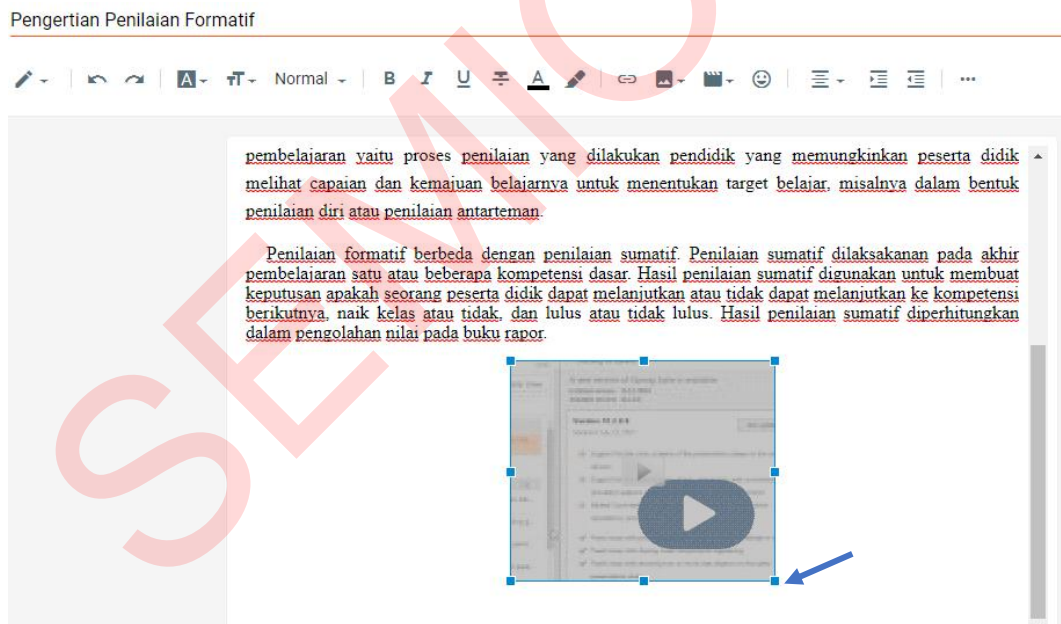 Pengertian Penilaian Formatif
Normal B I U T A
pembelajaran yaitu proses penilaian yang dilakukan pendidik yang memungkinkan peserta didik
melihat capaian dan kemajuan belajarnya untuk menentukan target belajar, misalnya dalam bentuk
penilaian diri atau penilaian antarteman.
Penilaian formatif berbeda dengan penilaian sumatif. Penilaian sumatif dilaksakanan pada akhir
pembelajaran satu atau beberapa kompetensi dasar. Hasil penilaian sumatif digunakan untuk membuat
keputusan apakah seorang peserta didik dapat melanjutkan atau tidak dapat melanjutkan ke kompetensi
berikutnya, naik kelas atau tidak, dan lulus atau tidak lulus. Hasil penilaian sumatif diperhitungkan
dalam pengolahan nilai pada buku rapor.
SEMIO